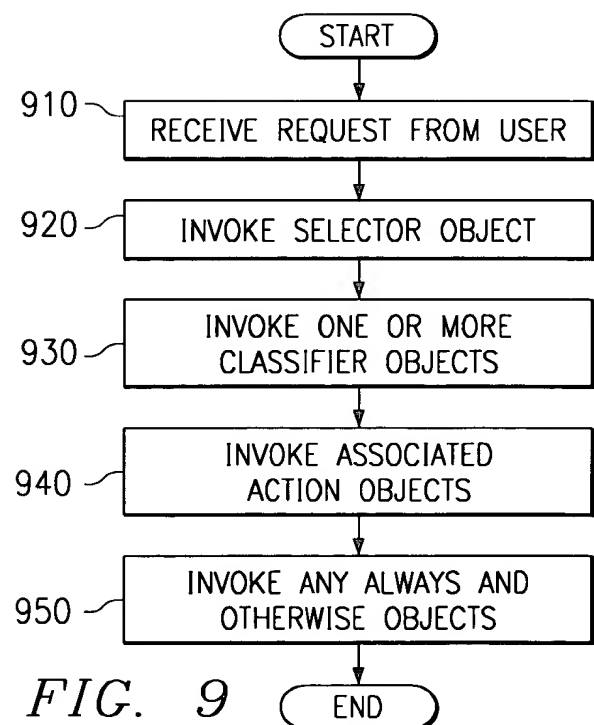 START
910
RECEIVE REQUEST FROM USER
920
INVOKE SELECTOR OBJECT
930
INVOKE ONE OR MORE
CLASSIFIER OBJECTS
940
INVOKE ASSOCIATED
ACTION OBJECTS
950
INVOKE ANY ALWAYS AND
OTHERWISE OBJECTS
FIG. 9
END